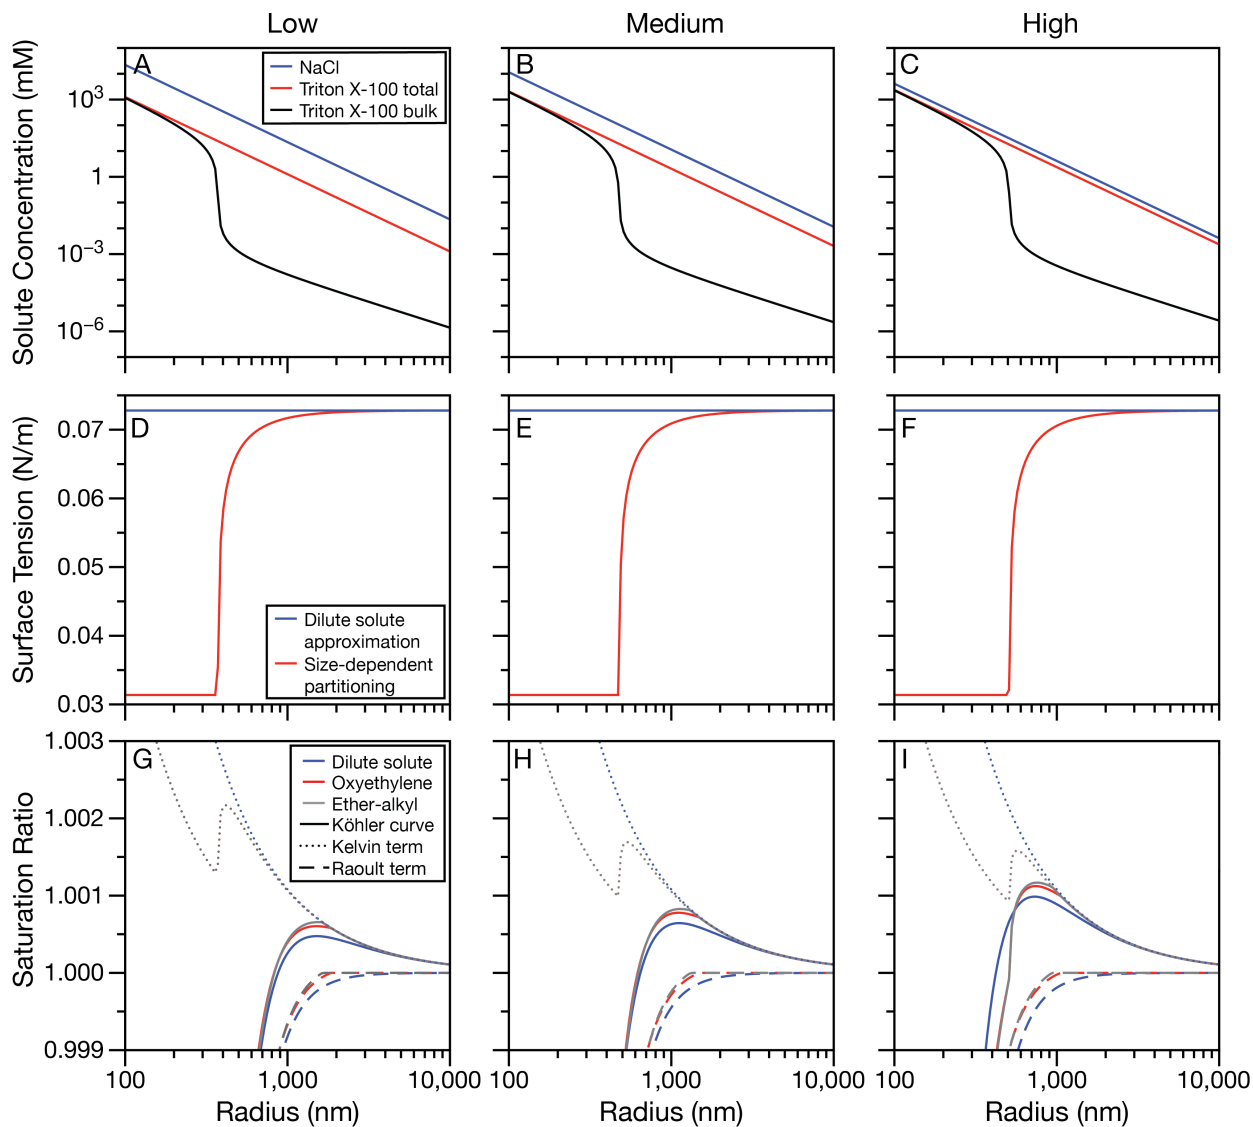 Low Medium High
Solute Concentration (mM)
A
NaCl
Triton X-100 total
Triton X-100 bulk
B
C
10³
1
10⁻³
10⁻⁶
Surface Tension (N/m)
D
E
F
0.07
0.06
0.05
0.04
0.03
Dilute solute
approximation
Size-dependent
partitioning
Saturation Ratio
1.003
1.002
1.001
1.000
0.999
G
Dilute solute
Oxyethylene
Ether-alkyl
Köhler curve
Kelvin term
Raoult term
H
I
100 1,000 10,000 100 1,000 10,000 100 1,000 10,000
Radius (nm) Radius (nm) Radius (nm)